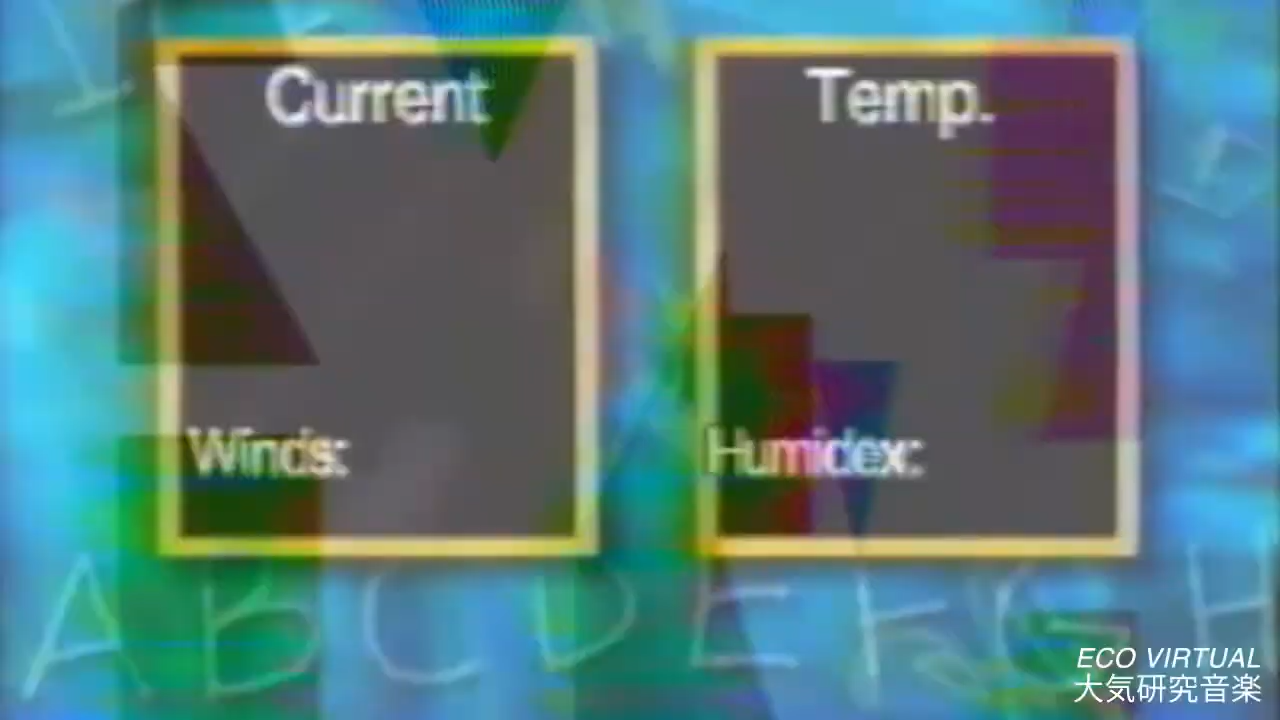 Current
Temp.
Winds:
Humidex:
A B C D E F G H
ECO VIRTUAL
大気研究音楽